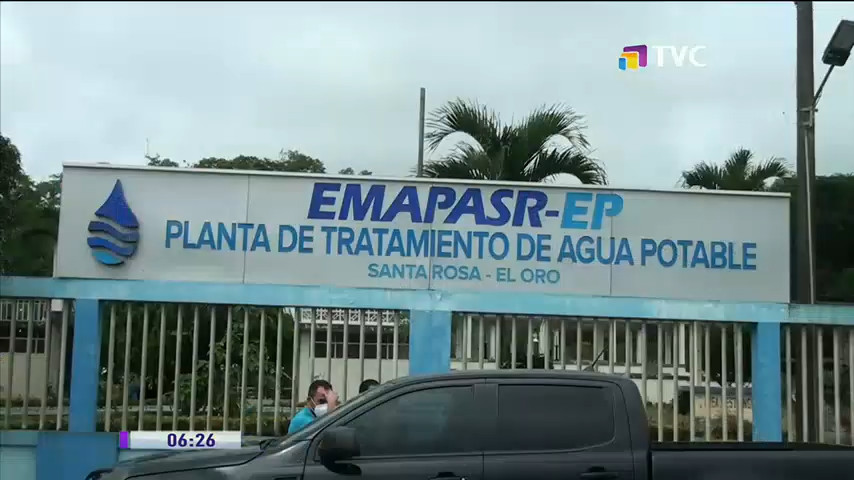 TVC
EMAPASR-EP
PLANTA DE TRATAMIENTO DE AGUA POTABLE
SANTA ROSA - EL ORO
06:26